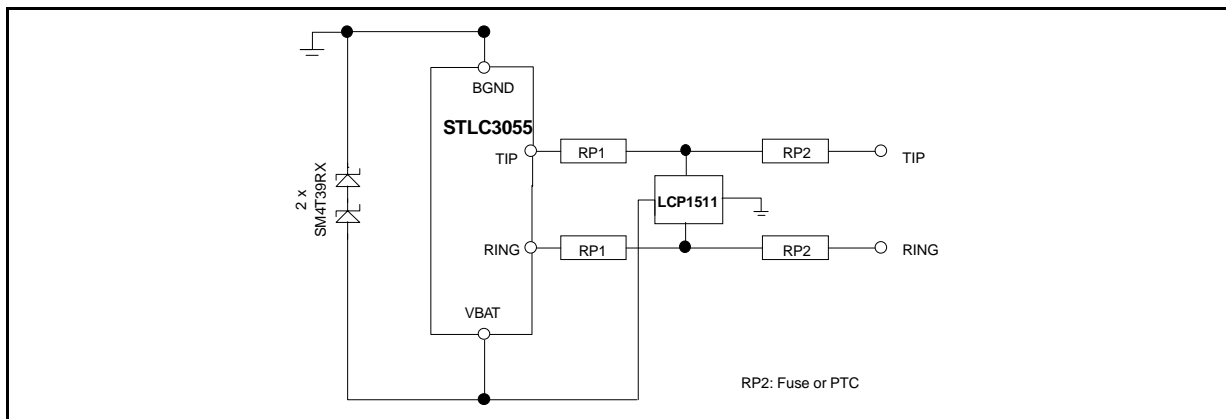 BGND
STLC3055
TIP
RP1
RP2
TIP
2 x
SM4T39RX
LCP1511
RING
RP1
RP2
RING
VBAT
RP2: Fuse or PTC